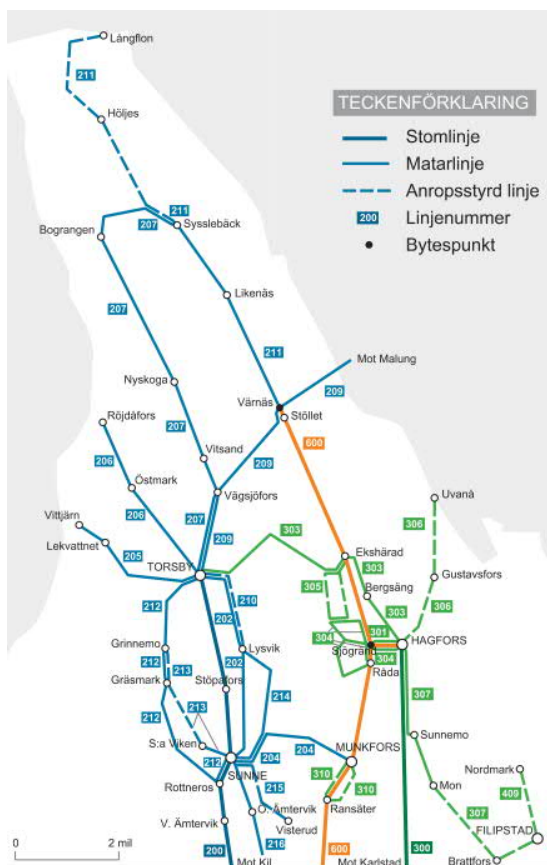 Långflon
211
Höljes
TECKENFÖRKLARING
Stomlinje
Matarlinje
Anropsstyrd linje
200 Linjenummer
Bytespunkt
211
207
Sysslebäck
Bograngen
Likenäs
207
211
Mot Malung
Nyskoga
209
Värnäs
Röjdåfors
Stöllet
207
600
206
Vitsand
209
Östmark
Uvanå
Vägsjöfors
206
207
306
Vittjärn
209
303
Lekvattnet
205
Ekshärad
303
TORSBY
Gustavsfors
305
Bergsäng
210
212
303
306
202
304
301
Grinnemo
Lysvik
Sjögränd
HAGFORS
212
202
304
213
Råda
Gräsmark
Stöpafors
307
213
214
212
Sunnemo
S:a Viken
204
212
204
MUNKFORS
Nordmark
SUNNE
215
310
Mon
409
Rottneros
310
Ransäter
307
Ö. Ämtervik
FILIPSTAD
V. Ämtervik
Visterud
200
216
600
300
Brattfors
0 2 mil
Mot Kil
Mot Karlstad